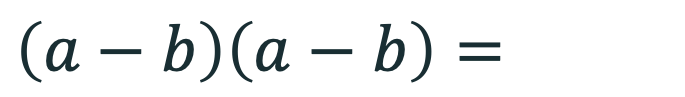 (a − b)(a − b) =